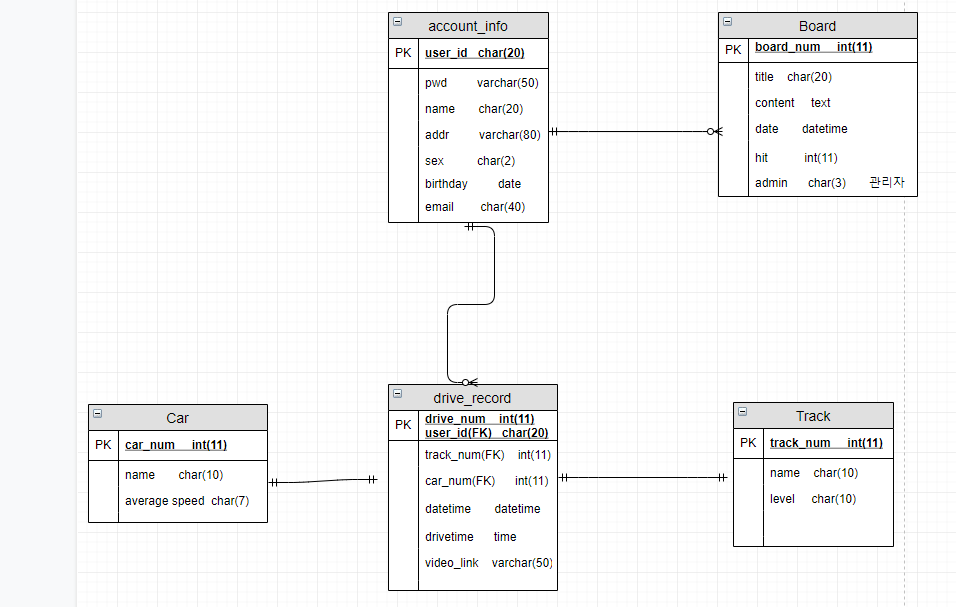 account_info
PK user_id char(20)
pwd varchar(50)
name char(20)
addr varchar(80)
sex char(2)
birthday date
email char(40)
Board
PK board_num int(11)
title char(20)
content text
date datetime
hit int(11)
admin char(3) 관리자
Car
PK car_num int(11)
name char(10)
average speed char(7)
drive_record
PK drive_num int(11)
user_id(FK) char(20)
track_num(FK) int(11)
car_num(FK) int(11)
datetime datetime
drivetime time
video_link varchar(50)
Track
PK track_num int(11)
name char(10)
level char(10)